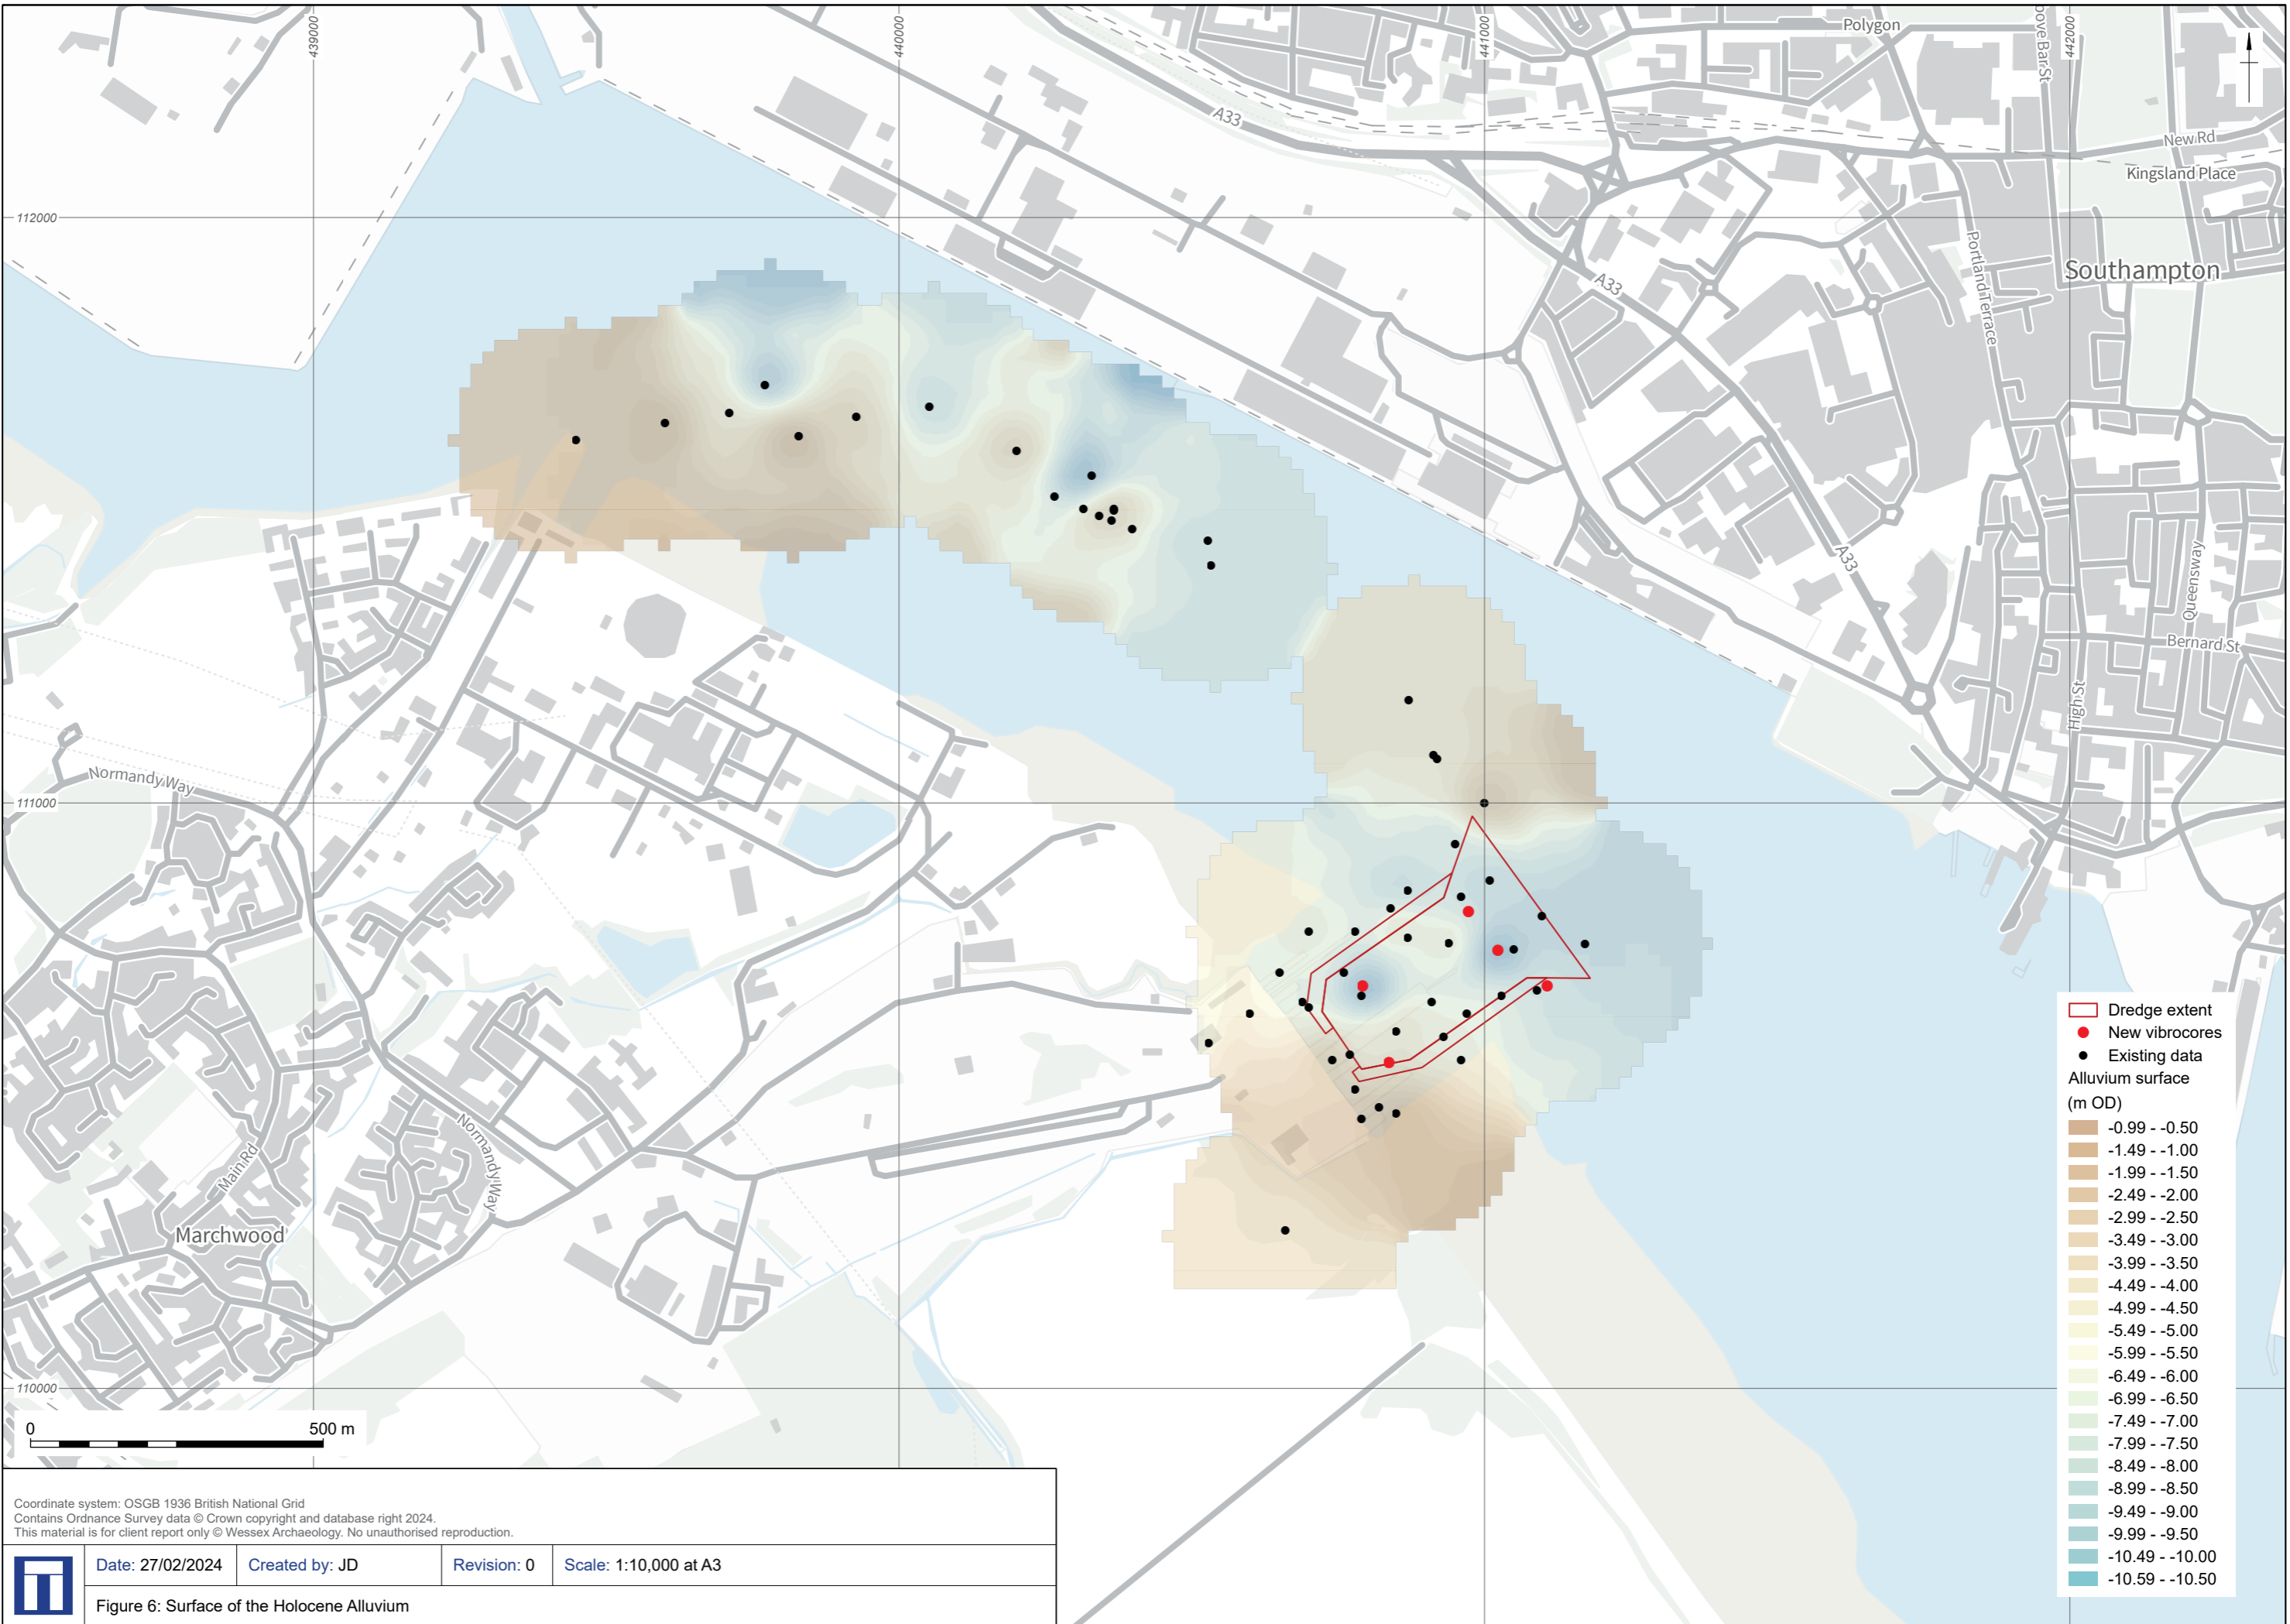 439000
440000
441000
442000
Polygon
Above Bar St
A33
New Rd
Kingsland Place
112000
Portland Terrace
Southampton
A33
A33
Queensway
Bernard St
High St
Normandy Way
111000
Normandy Way
Main Rd
Marchwood
110000
Dredge extent
New vibrocores
Existing data
Alluvium surface
(m OD)
-0.99 - -0.50
-1.49 - -1.00
-1.99 - -1.50
-2.49 - -2.00
-2.99 - -2.50
-3.49 - -3.00
-3.99 - -3.50
-4.49 - -4.00
-4.99 - -4.50
-5.49 - -5.00
-5.99 - -5.50
-6.49 - -6.00
-6.99 - -6.50
-7.49 - -7.00
-7.99 - -7.50
-8.49 - -8.00
-8.99 - -8.50
-9.49 - -9.00
-9.99 - -9.50
-10.49 - -10.00
-10.59 - -10.50
0 500 m
Coordinate system: OSGB 1936 British National Grid
Contains Ordnance Survey data © Crown copyright and database right 2024.
This material is for client report only © Wessex Archaeology. No unauthorised reproduction.
Date: 27/02/2024 Created by: JD Revision: 0 Scale: 1:10,000 at A3
Figure 6: Surface of the Holocene Alluvium